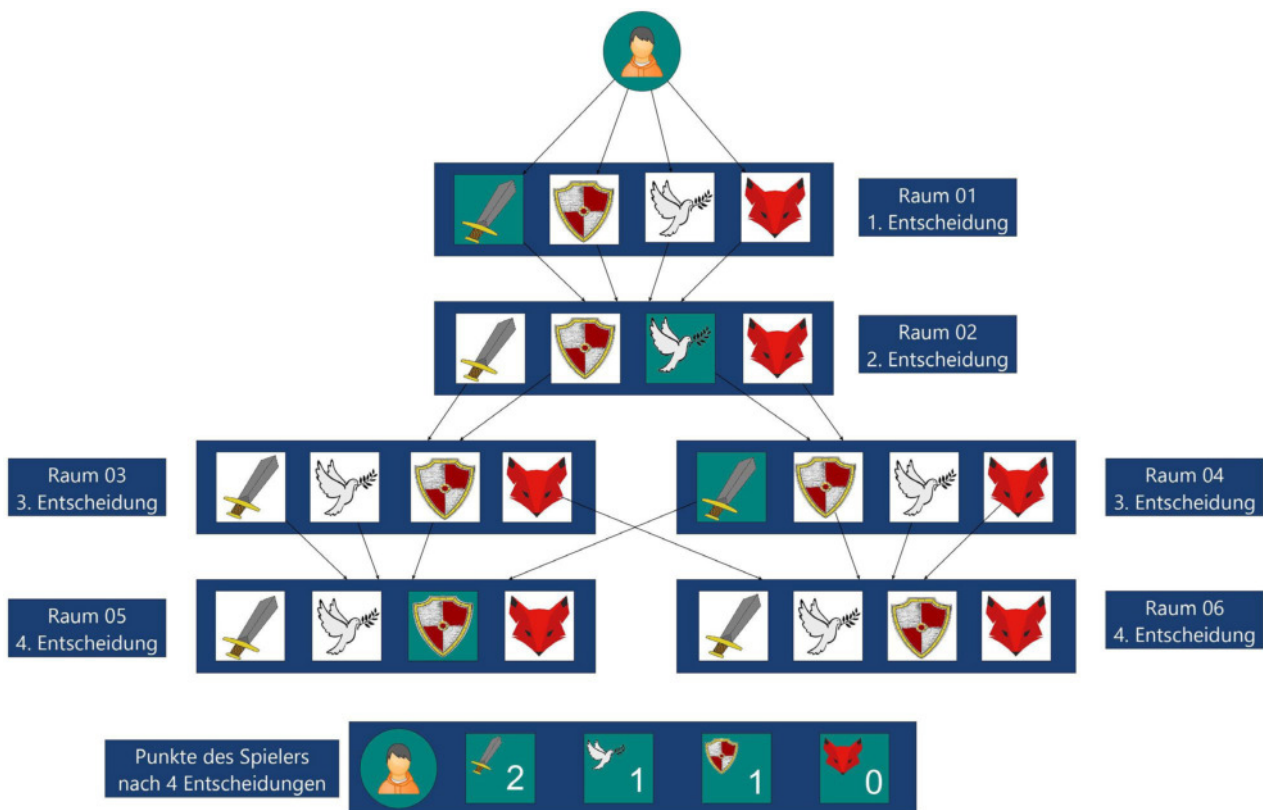 Raum 01
1. Entscheidung
Raum 02
2. Entscheidung
Raum 03
3. Entscheidung
Raum 04
3. Entscheidung
Raum 05
4. Entscheidung
Raum 06
4. Entscheidung
Punkte des Spielers
nach 4 Entscheidungen
2
1
1
0